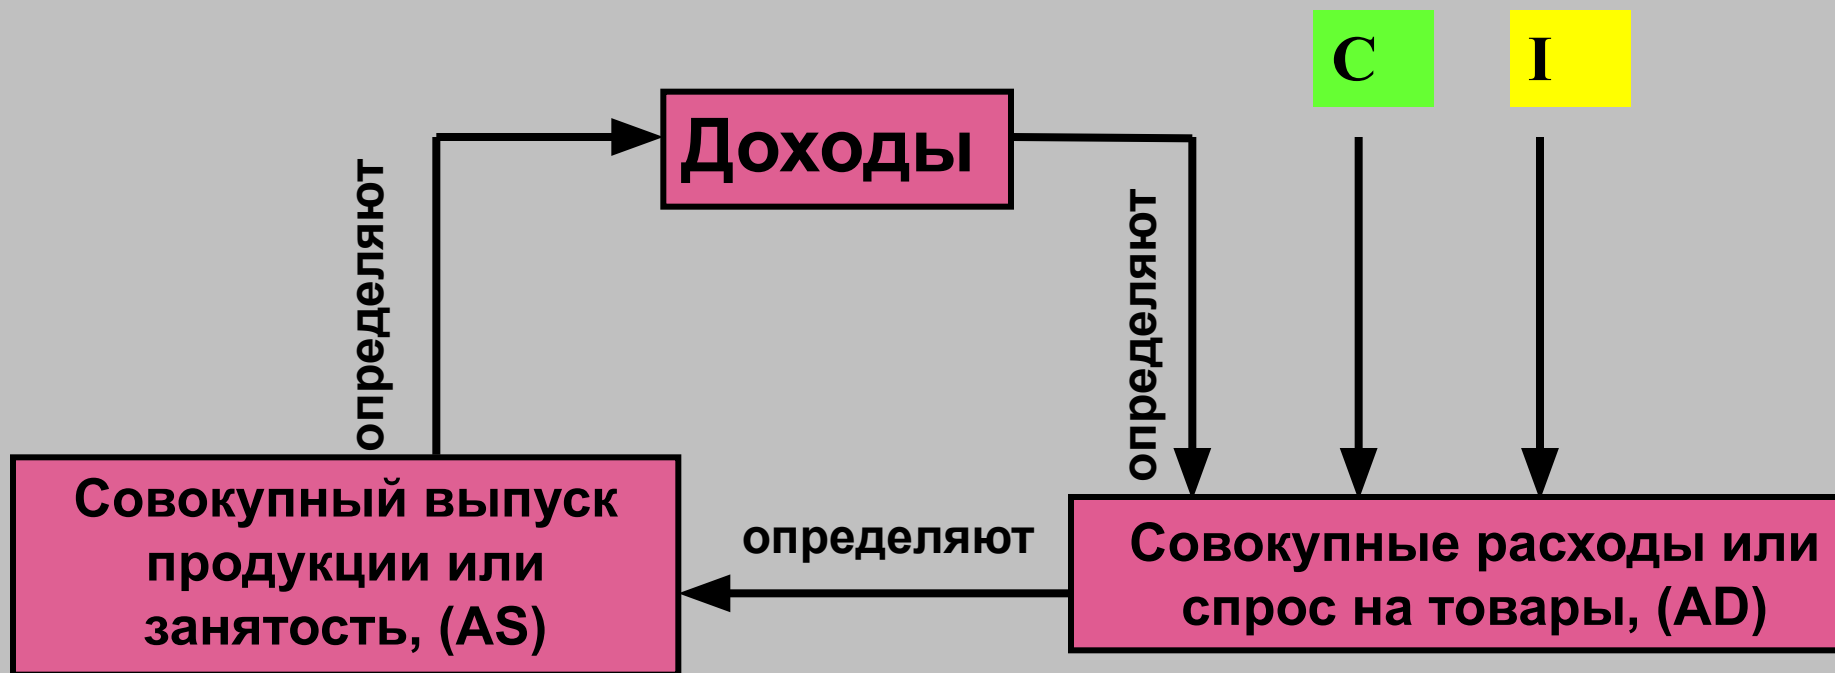 C
I
Доходы
определяют
определяют
Совокупный выпуск
продукции или
занятость, (AS)
определяют
Совокупные расходы или
спрос на товары, (AD)